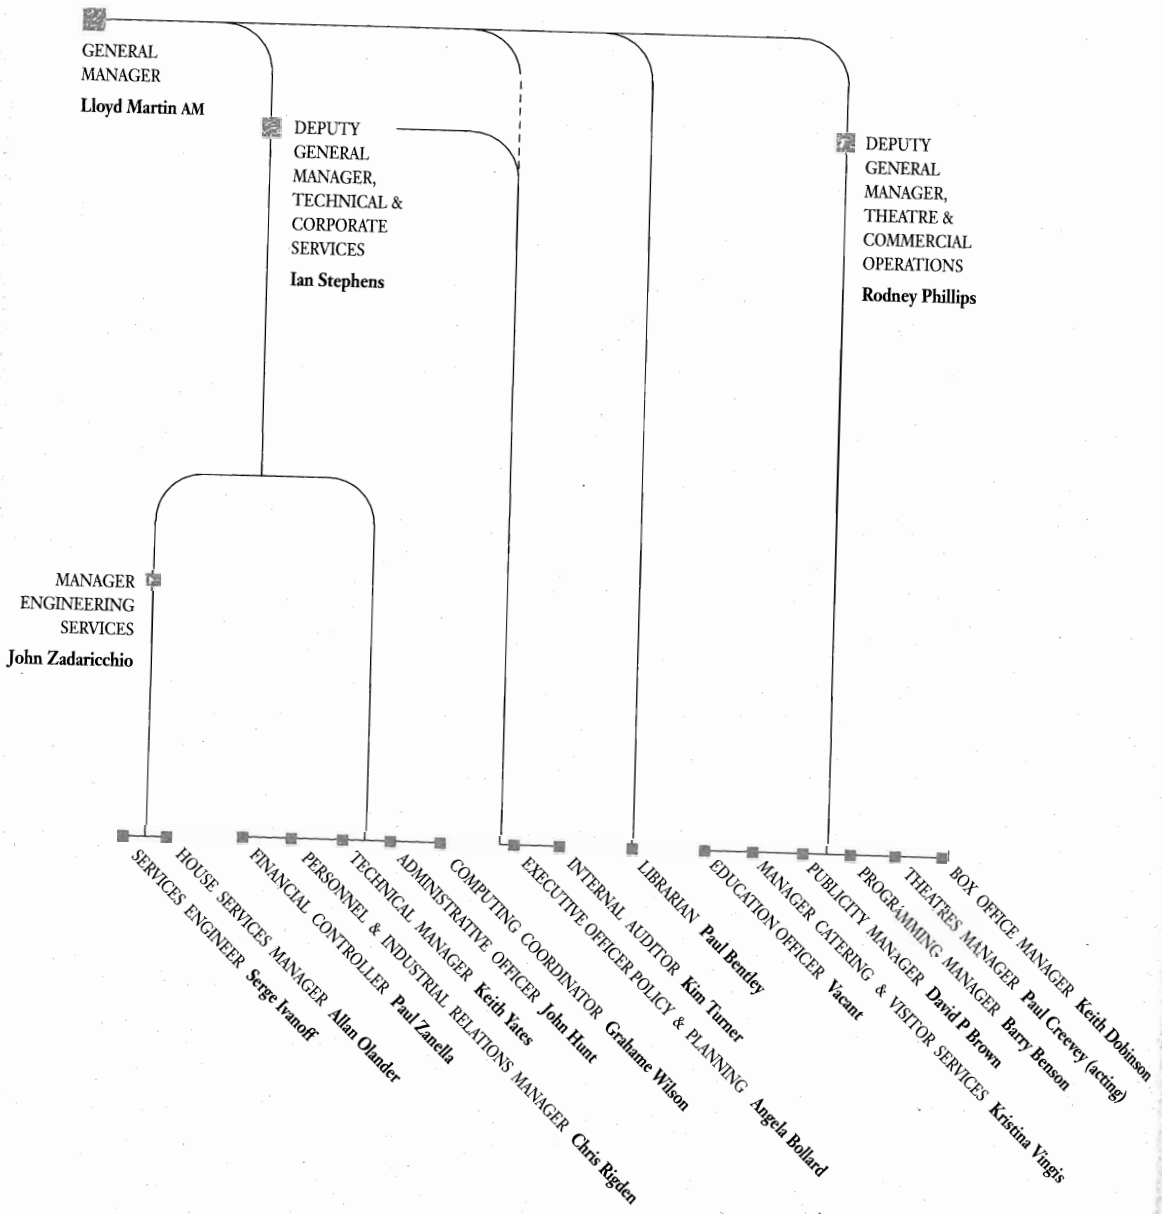 GENERAL
MANAGER
Lloyd Martin AM
DEPUTY
GENERAL
MANAGER,
TECHNICAL &
CORPORATE
SERVICES
Ian Stephens
DEPUTY
GENERAL
MANAGER,
THEATRE &
COMMERCIAL
OPERATIONS
Rodney Phillips
MANAGER
ENGINEERING
SERVICES
John Zadaricchio
SERVICES ENGINEER Serge Ivanoff
HOUSE SERVICES MANAGER Allan Olander
FINANCIAL CONTROLLER Paul Zanella
PERSONNEL & INDUSTRIAL RELATIONS MANAGER Chris Rigden
TECHNICAL MANAGER Keith Yates
ADMINISTRATIVE OFFICER John Hunt
COMPUTING COORDINATOR Grahame Wilson
EXECUTIVE OFFICER POLICY & PLANNING Angela Bollard
INTERNAL AUDITOR Kim Turner
LIBRARIAN Paul Bentley
EDUCATION OFFICER Vacant
MANAGER CATERING & VISITOR SERVICES Kristina Vingis
PUBLICITY MANAGER David P Brown
PROGRAMMING MANAGER Barry Benson
THEATRES MANAGER Paul Creevey (acting)
BOX OFFICE MANAGER Keith Dobinson